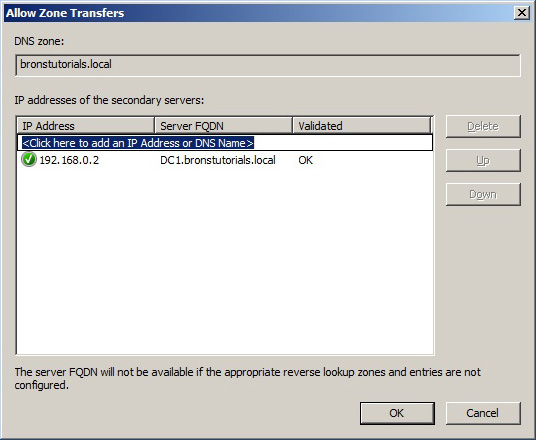 Allow Zone Transfers
DNS zone:
bronstutorials.local
IP addresses of the secondary servers:
IP Address Server FQDN Validated
<Click here to add an IP Address or DNS Name>
192.168.0.2 DC1.bronstutorials.local OK
Delete
Up
Down
The server FQDN will not be available if the appropriate reverse lookup zones and entries are not
configured.
OK Cancel